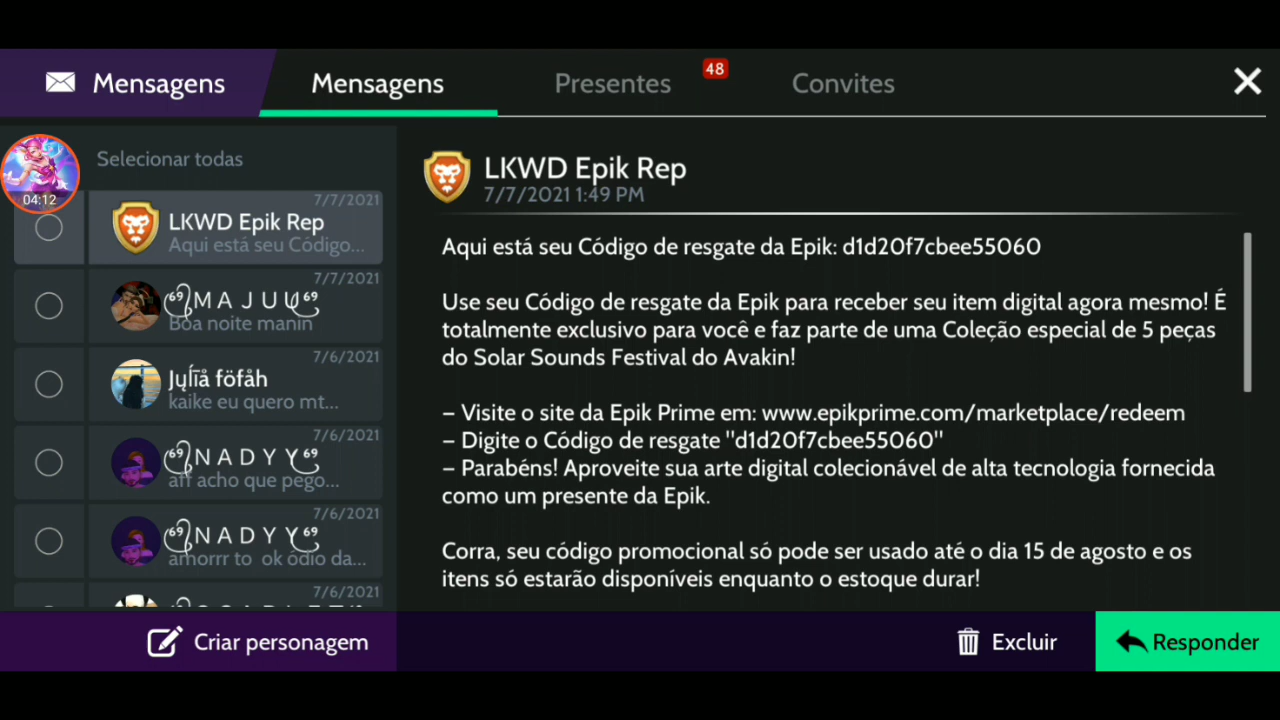 Mensagens
Mensagens
Presentes
48
Convites
Selecionar todas
04:12
7/7/2021
LKWD Epik Rep
Aqui está seu Código...
7/7/2021
M A J U
Boa noite manin
7/6/2021
Jųĺīå föfåh
kaike eu quero mt...
7/6/2021
N A D Y Y
aff acho que pego...
7/6/2021
N A D Y Y
amorrr to ok ódio da...
7/6/2021
Criar personagem
LKWD Epik Rep
7/7/2021 1:49 PM
Aqui está seu Código de resgate da Epik: d1d20f7cbee55060
Use seu Código de resgate da Epik para receber seu item digital agora mesmo! É
totalmente exclusivo para você e faz parte de uma Coleção especial de 5 peças
do Solar Sounds Festival do Avakin!
– Visite o site da Epik Prime em: www.epikprime.com/marketplace/redeem
– Digite o Código de resgate "d1d20f7cbee55060"
– Parabéns! Aproveite sua arte digital colecionável de alta tecnologia fornecida
como um presente da Epik.
Corra, seu código promocional só pode ser usado até o dia 15 de agosto e os
itens só estarão disponíveis enquanto o estoque durar!
Excluir
Responder